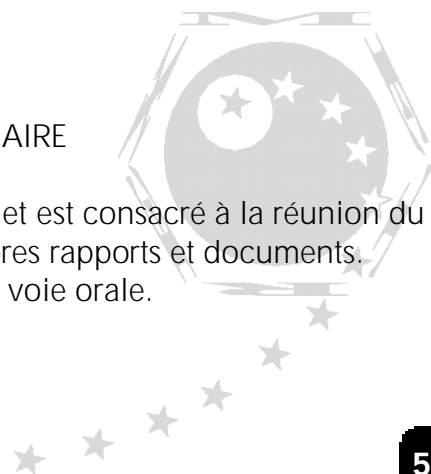 AIRE
et est consacré à la réunion du
res rapports et documents.
voie orale.
5